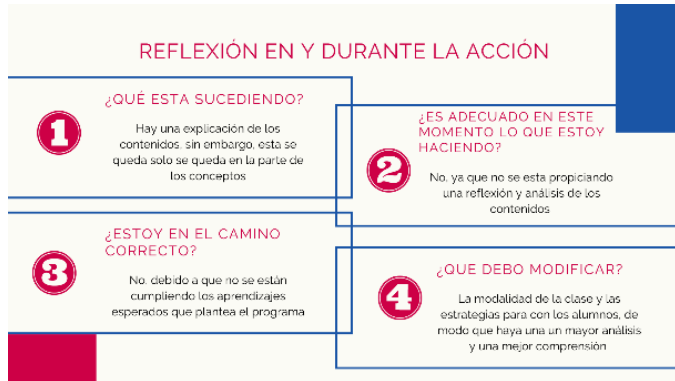 REFLEXIÓN EN Y DURANTE LA ACCIÓN
1
¿QUÉ ESTA SUCEDIENDO?
Hay una explicación de los
contenidos, sin embargo, esta se
queda solo se queda en la parte de
los conceptos
2
¿ES ADECUADO EN ESTE
MOMENTO LO QUE ESTOY
HACIENDO?
No, ya que no se esta propiciando
una reflexión y análisis de los
contenidos
3
¿ESTOY EN EL CAMINO
CORRECTO?
No, debido a que no se están
cumpliendo los aprendizajes
esperados que plantea el programa
4
¿QUE DEBO MODIFICAR?
La modalidad de la clase y las
estrategias para con los alumnos, de
modo que haya una un mayor análisis
y una mejor comprensión